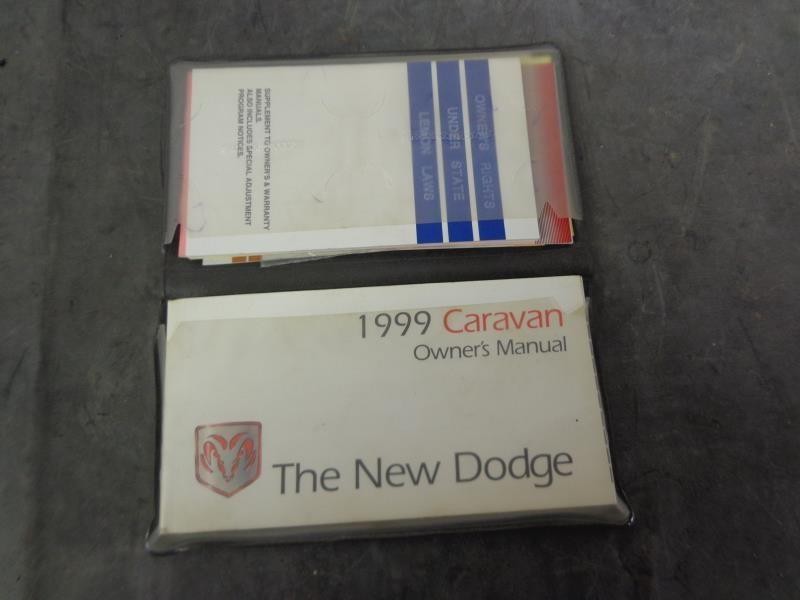 OWNER'S RIGHTS
UNDER STATE
LEMON LAWS
SUPPLEMENT TO OWNER'S & WARRANTY
MANUALS.
ALSO INCLUDES SPECIAL ADJUSTMENT
PROGRAM NOTICES.
1999 Caravan
Owner's Manual
The New Dodge